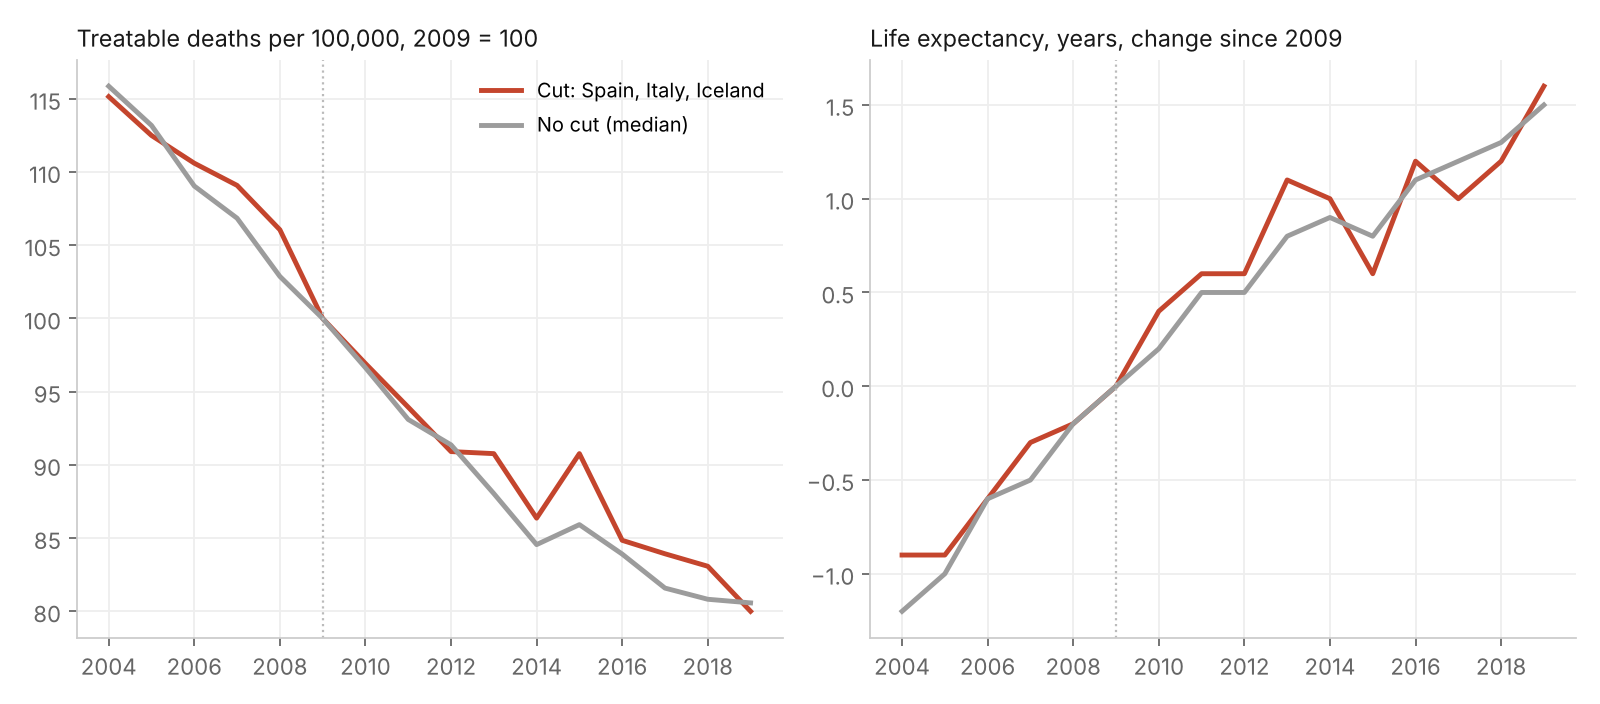 Treatable deaths per 100,000, 2009 = 100
115
110
105
100
95
90
85
80
Cut: Spain, Italy, Iceland
No cut (median)
2004 2006 2008 2010 2012 2014 2016 2018
Life expectancy, years, change since 2009
1.5
1.0
0.5
0.0
−0.5
−1.0
2004 2006 2008 2010 2012 2014 2016 2018